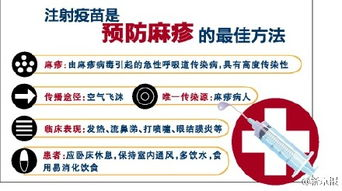 注射疫苗是
预防麻疹的最佳方法
麻疹：由麻疹病毒引起的急性呼吸道传染病，具有高度传染性
传播途径：空气飞沫
唯一传染源：麻疹病人
临床表现：发热、流鼻涕、打喷嚏、眼结膜炎等
患者：应卧床休息，保持室内通风，多饮水，食
用易消化饮食